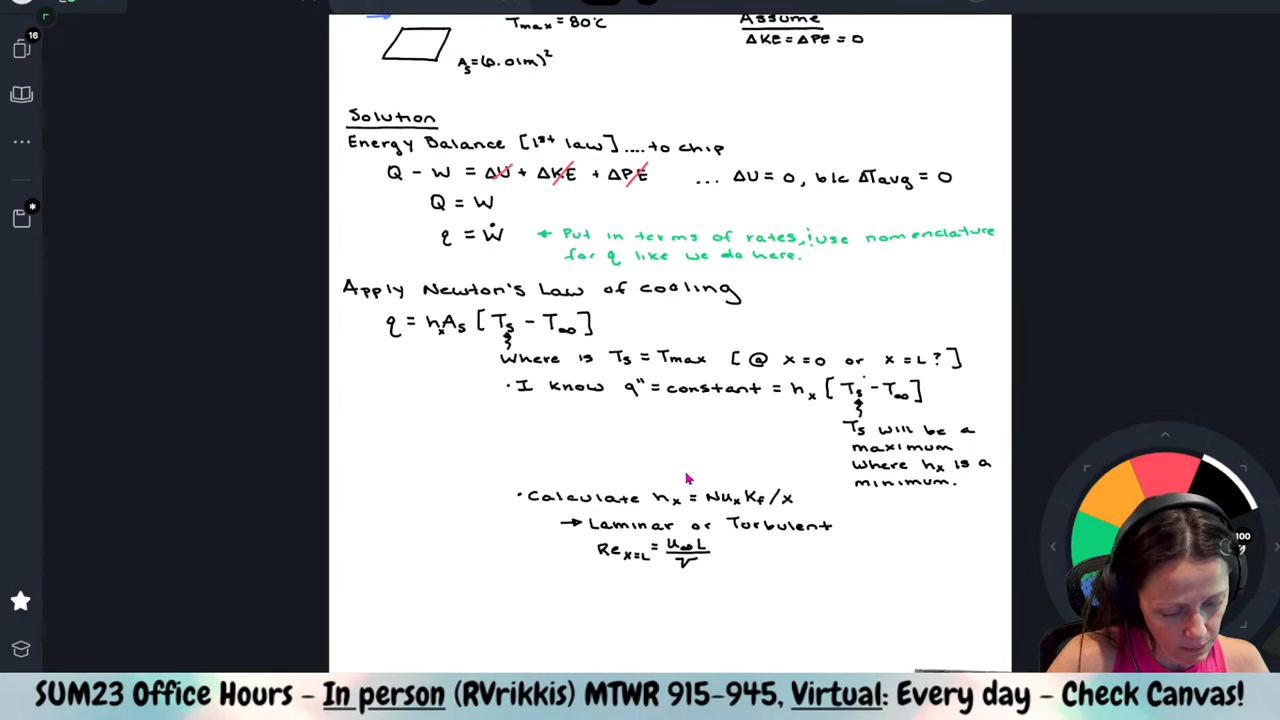 Tmax = 80°C
Assume
ΔKE = ΔPE = 0
As = (0.01m)²
Solution
Energy Balance [1st law] .... to chip
Q - W = ΔU + ΔKE + ΔPE ... ΔU = 0, b/c ΔTavg = 0
Q = W
q = Ẇ ← Put in terms of rates, ! use nomenclature
for q like we do here.
Apply Newton's Law of cooling
q = hxAs [Ts - T∞]
Where is Ts = Tmax [@ x=0 or x=L?]
· I know q" = constant = hx [Ts - T∞]
Ts will be a
maximum
where hx is a
minimum.
· Calculate hx = Nux Kf/x
→ Laminar or Turbulent
Re x=L = u∞L/ν
16
100
SUM23 Office Hours - In person (RVrikkis) MTWR 915-945, Virtual: Every day - Check Canvas!